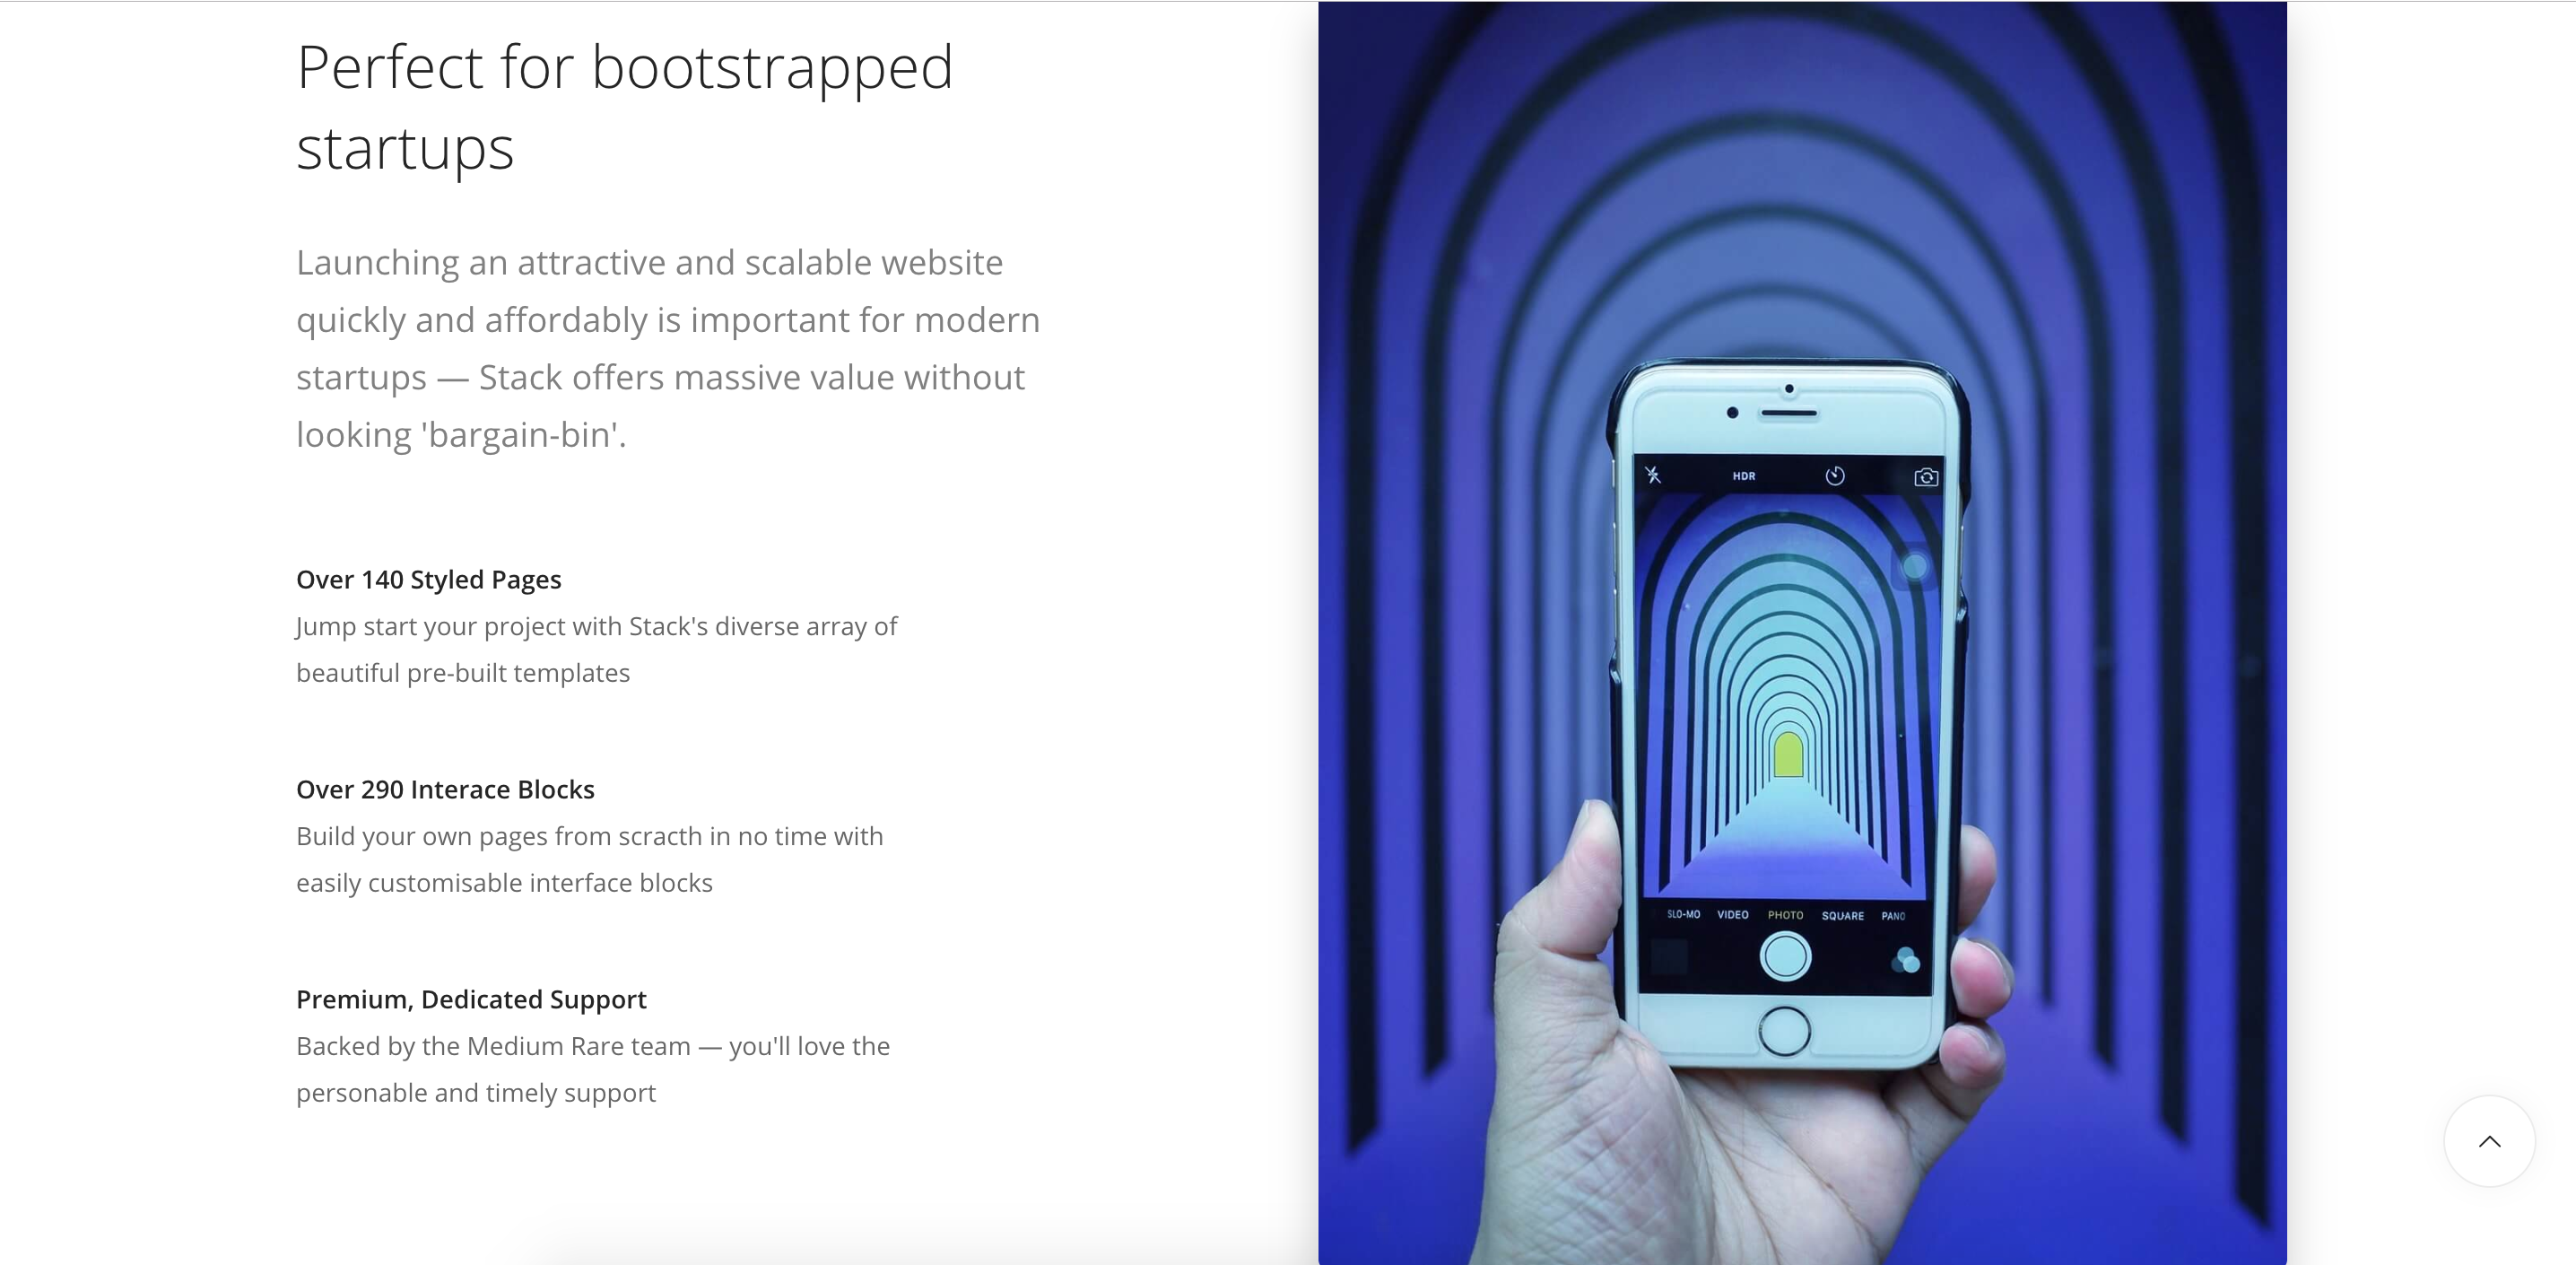 Perfect for bootstrapped
startups
Launching an attractive and scalable website
quickly and affordably is important for modern
startups — Stack offers massive value without
looking 'bargain-bin'.
Over 140 Styled Pages
Jump start your project with Stack's diverse array of
beautiful pre-built templates
Over 290 Interace Blocks
Build your own pages from scracth in no time with
easily customisable interface blocks
Premium, Dedicated Support
Backed by the Medium Rare team — you'll love the
personable and timely support
HDR
SLO-MO VIDEO PHOTO SQUARE PANO